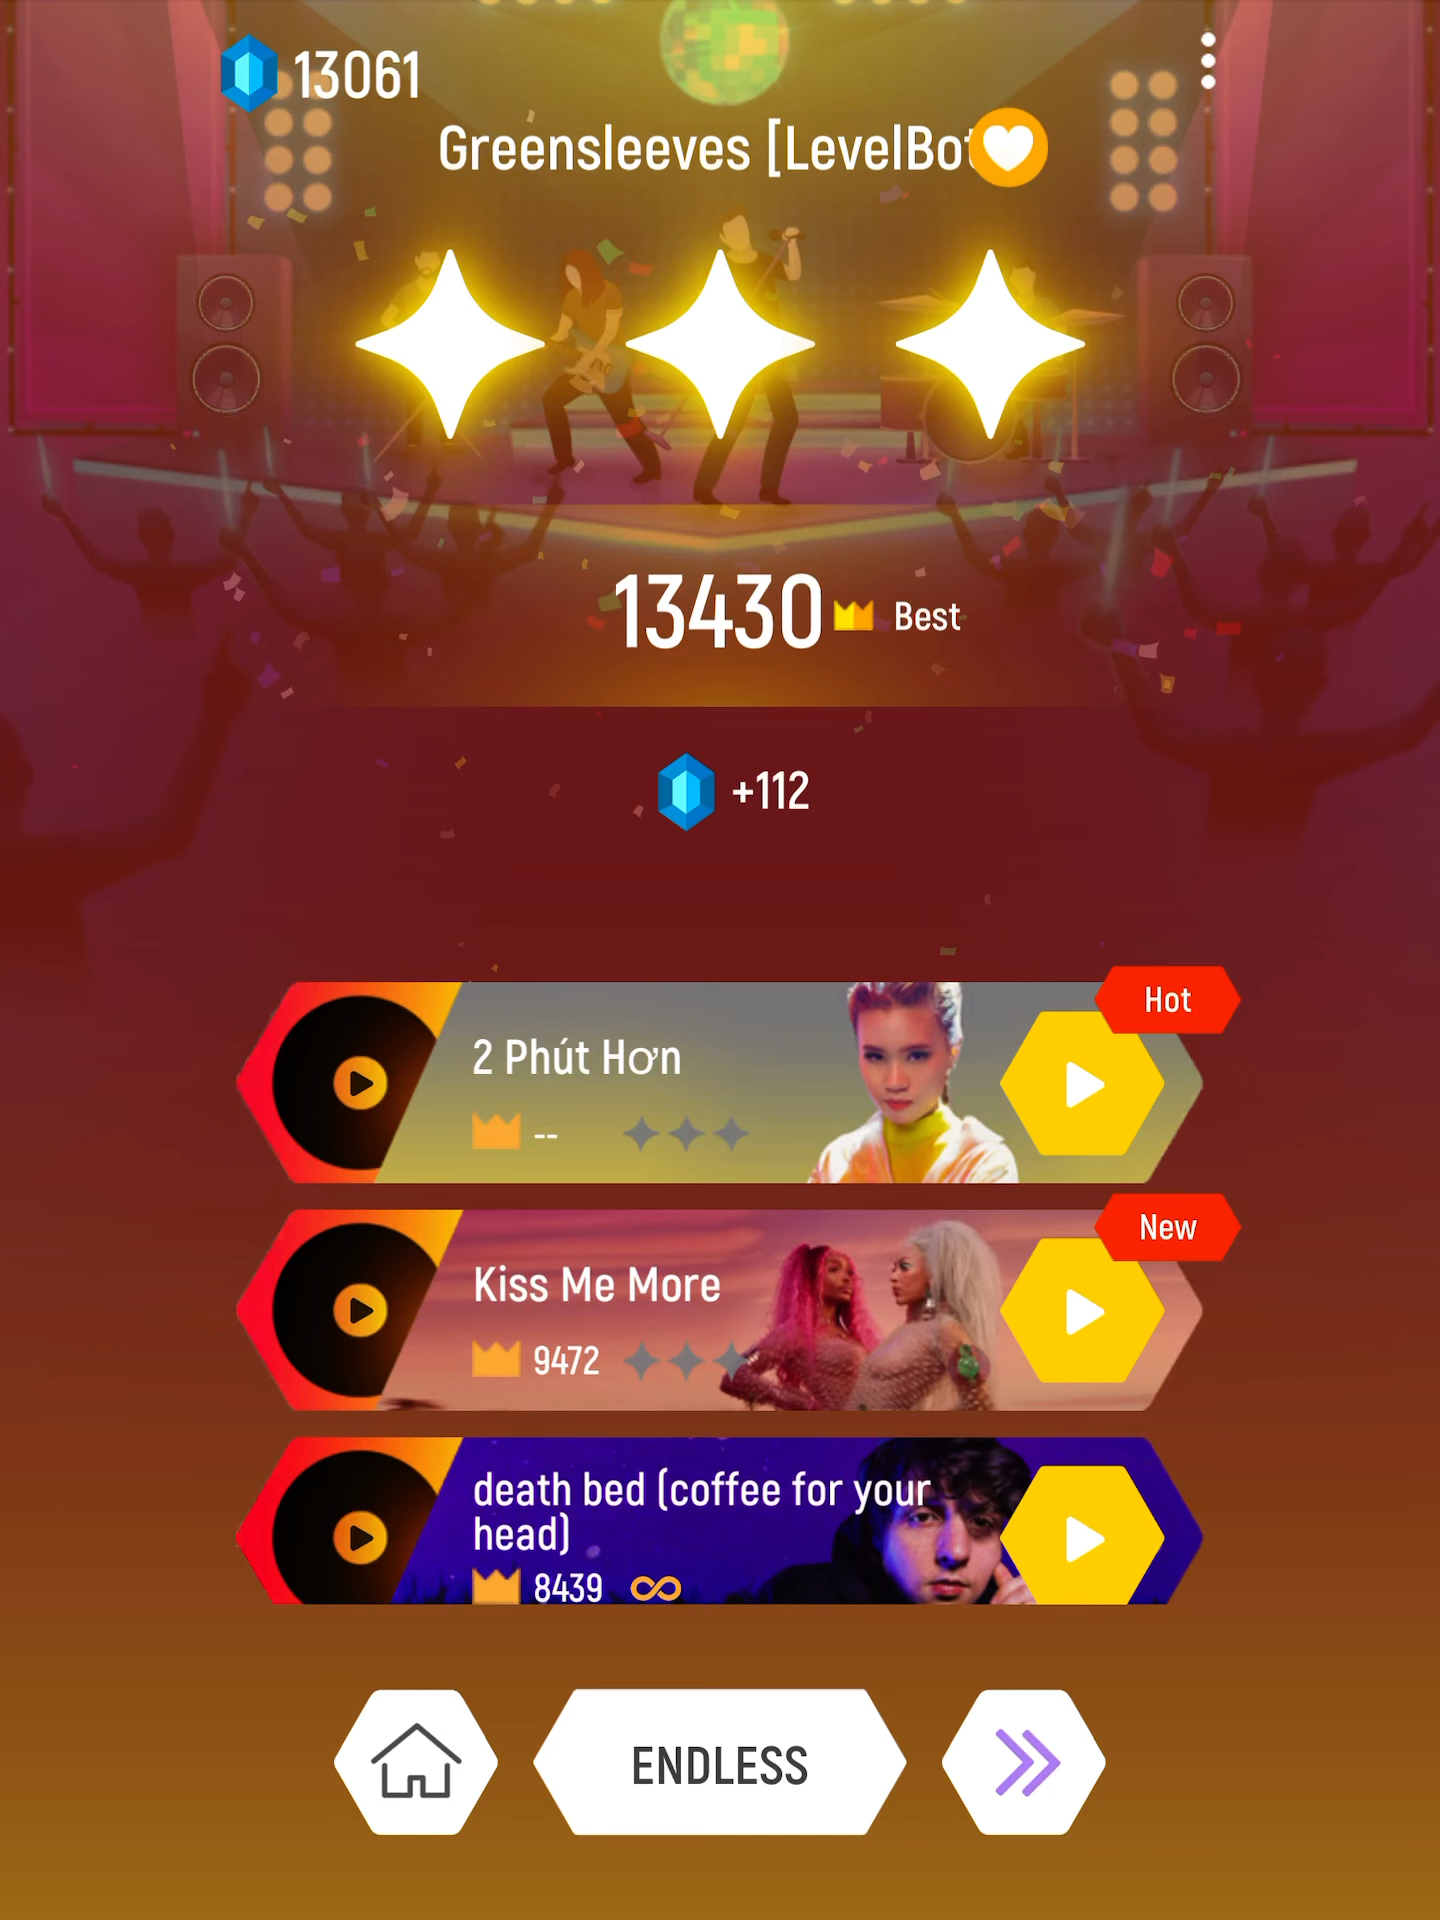 13061
Greensleeves [LevelBot
13430 Best
+112
Hot
2 Phút Hơn
--
New
Kiss Me More
9472
death bed (coffee for your
head)
8439
ENDLESS